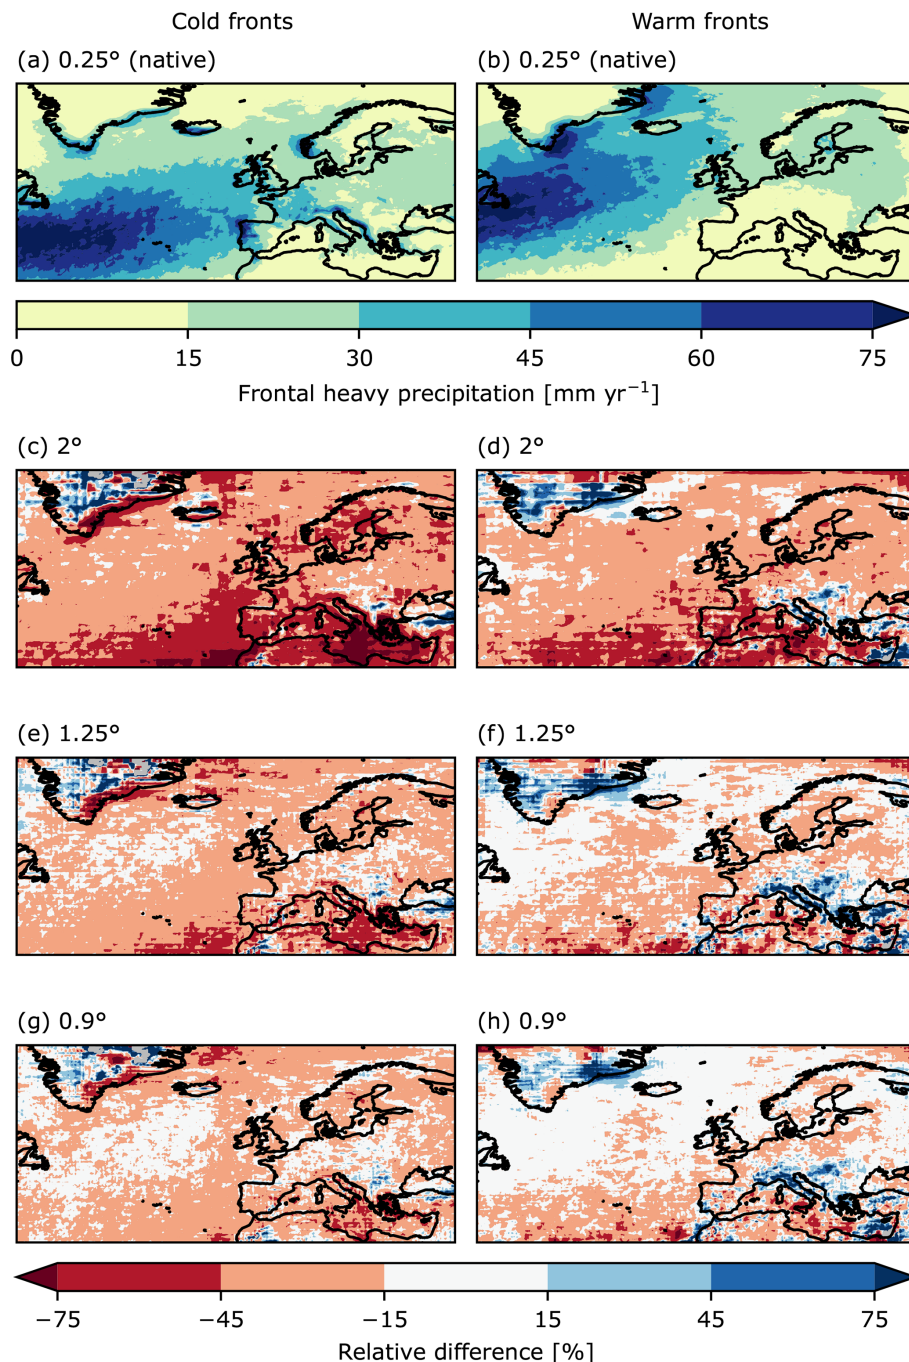 Cold fronts Warm fronts
(a) 0.25° (native) (b) 0.25° (native)
0 15 30 45 60 75
Frontal heavy precipitation [mm yr⁻¹]
(c) 2° (d) 2°
(e) 1.25° (f) 1.25°
(g) 0.9° (h) 0.9°
−75 −45 −15 15 45 75
Relative difference [%]